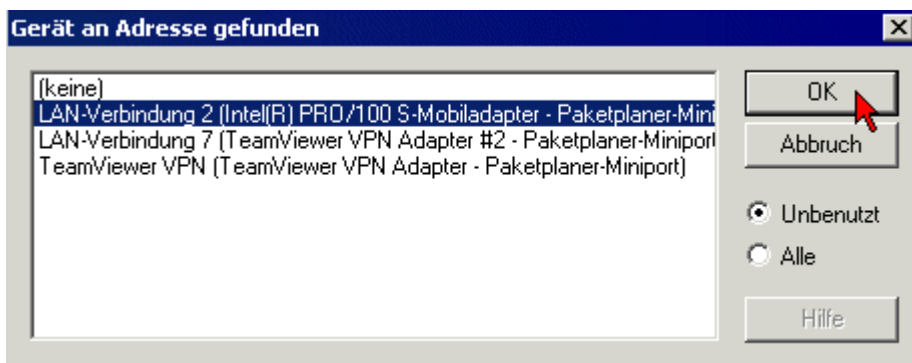 Gerät an Adresse gefunden
(keine)
LAN-Verbindung 2 (Intel(R) PRO/100 S-Mobiladapter - Paketplaner-Mini
LAN-Verbindung 7 (TeamViewer VPN Adapter #2 - Paketplaner-Miniport
TeamViewer VPN (TeamViewer VPN Adapter - Paketplaner-Miniport)
OK
Abbruch
Unbenutzt
Alle
Hilfe